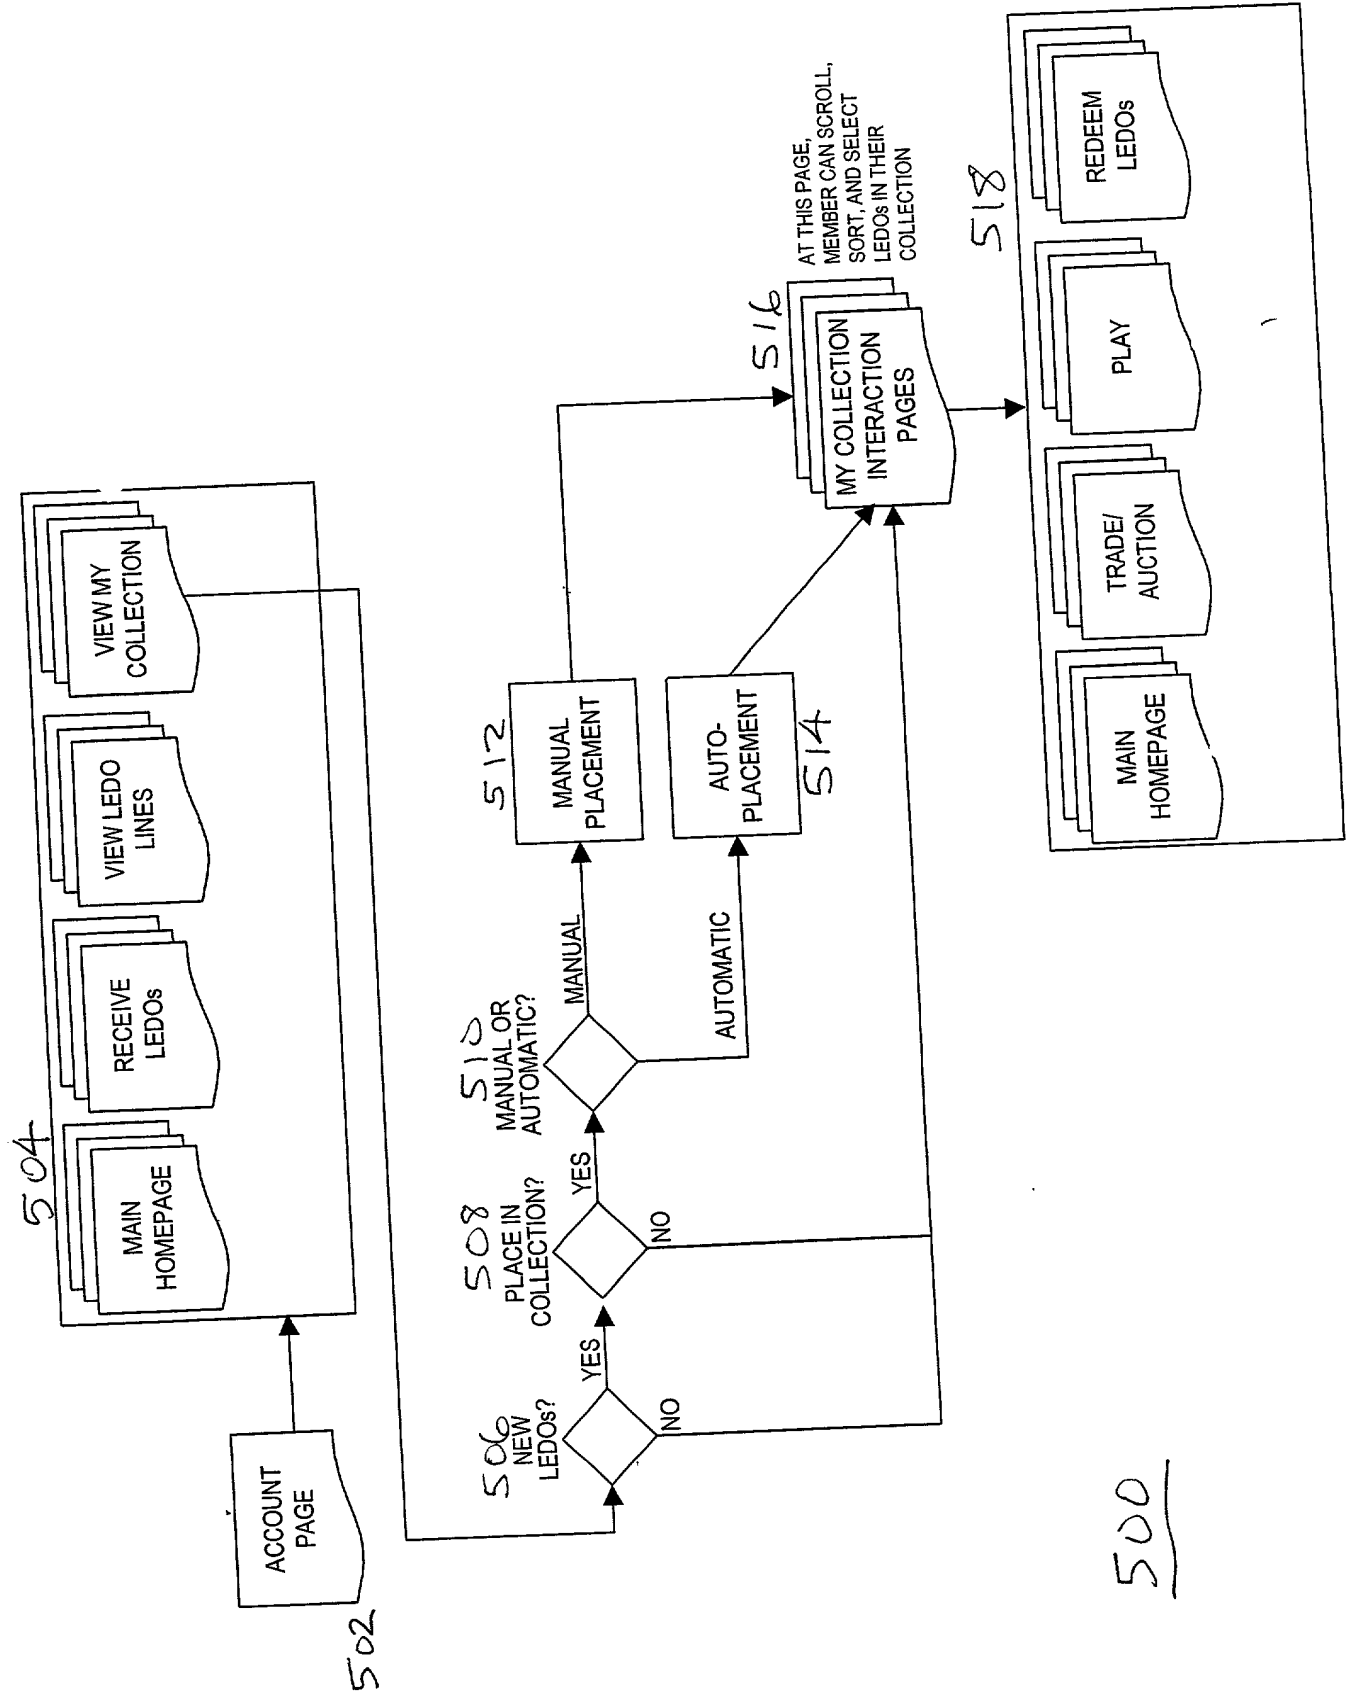 502
ACCOUNT
PAGE
504
MAIN
HOMEPAGE
RECEIVE
LEDOs
VIEW LEDO
LINES
VIEW MY
COLLECTION
506
NEW
LEDOs?
YES
NO
508
PLACE IN
COLLECTION?
YES
NO
510
MANUAL OR
AUTOMATIC?
MANUAL
AUTOMATIC
512
MANUAL
PLACEMENT
AUTO-
PLACEMENT
514
516
MY COLLECTION
INTERACTION
PAGES
AT THIS PAGE,
MEMBER CAN SCROLL,
SORT, AND SELECT
LEDOs IN THEIR
COLLECTION
518
MAIN
HOMEPAGE
TRADE/
AUCTION
PLAY
REDEEM
LEDOs
500